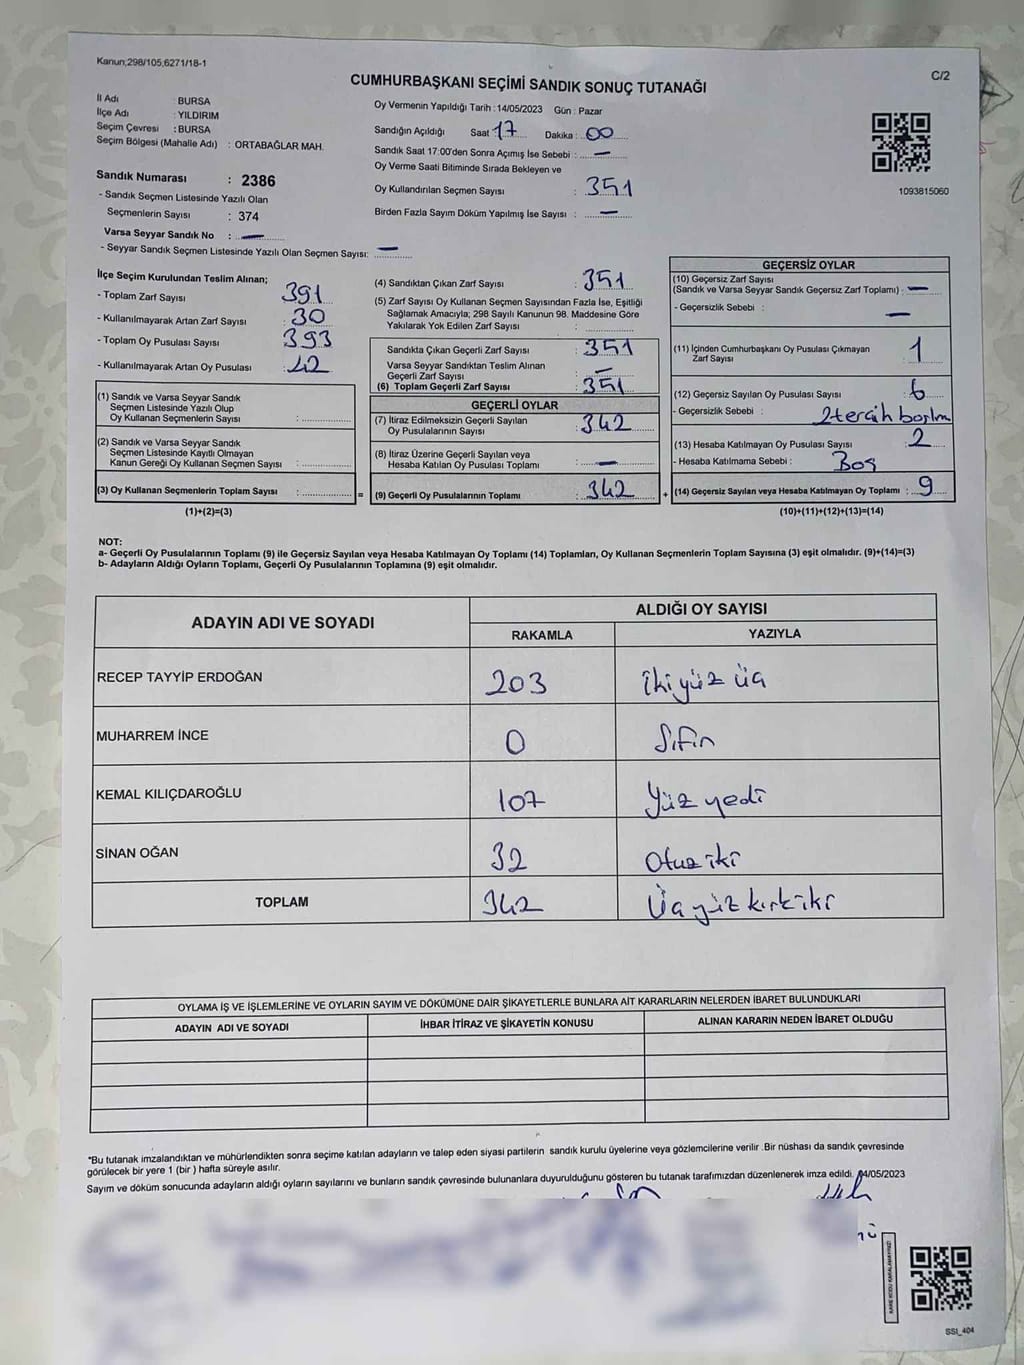 Kanun;298/105,6271/18-1
C/2
CUMHURBAŞKANI SEÇİMİ SANDIK SONUÇ TUTANAĞI
İl Adı : BURSA
İlçe Adı : YILDIRIM
Seçim Çevresi : BURSA
Seçim Bölgesi (Mahalle Adı) : ORTABAĞLAR MAH.
Sandık Numarası : 2386
- Sandık Seçmen Listesinde Yazılı Olan
Seçmenlerin Sayısı : 374
Varsa Seyyar Sandık No : —
- Seyyar Sandık Seçmen Listesinde Yazılı Olan Seçmen Sayısı: —
Oy Vermenin Yapıldığı Tarih : 14/05/2023 Gün : Pazar
Sandığın Açıldığı Saat 17 Dakika : 00
Sandık Saat 17:00'den Sonra Açımış İse Sebebi : —
Oy Verme Saati Bitiminde Sırada Bekleyen ve
Oy Kullandırılan Seçmen Sayısı : 351
Birden Fazla Sayım Döküm Yapılmış İse Sayısı : —
1093815060
İlçe Seçim Kurulundan Teslim Alınan;
- Toplam Zarf Sayısı 391
- Kullanılmayarak Artan Zarf Sayısı : 30
- Toplam Oy Pusulası Sayısı : 393
- Kullanılmayarak Artan Oy Pusulası : 42
(1) Sandık ve Varsa Seyyar Sandık
Seçmen Listesinde Yazılı Olup
Oy Kullanan Seçmenlerin Sayısı :
(2) Sandık ve Varsa Seyyar Sandık
Seçmen Listesinde Kayıtlı Olmayan
Kanun Gereği Oy Kullanan Seçmen Sayısı :
(3) Oy Kullanan Seçmenlerin Toplam Sayısı : =
(1)+(2)=(3)
(4) Sandıktan Çıkan Zarf Sayısı : 351
(5) Zarf Sayısı Oy Kullanan Seçmen Sayısından Fazla İse, Eşitliği
Sağlamak Amacıyla; 298 Sayılı Kanunun 98. Maddesine Göre
Yakılarak Yok Edilen Zarf Sayısı :
Sandıkta Çıkan Geçerli Zarf Sayısı : 351
Varsa Seyyar Sandıktan Teslim Alınan
Geçerli Zarf Sayısı : —
(6) Toplam Geçerli Zarf Sayısı : 351
GEÇERLİ OYLAR
(7) İtiraz Edilmeksizin Geçerli Sayılan
Oy Pusulalarının Sayısı : 342
(8) İtiraz Üzerine Geçerli Sayılan veya
Hesaba Katılan Oy Pusulası Toplamı : —
(9) Geçerli Oy Pusulalarının Toplamı : 342 +
GEÇERSİZ OYLAR
(10) Geçersiz Zarf Sayısı
(Sandık ve Varsa Seyyar Sandık Geçersiz Zarf Toplamı) : —
- Geçersizlik Sebebi : —
(11) İçinden Cumhurbaşkanı Oy Pusulası Çıkmayan
Zarf Sayısı : 1
(12) Geçersiz Sayılan Oy Pusulası Sayısı : 6
- Geçersizlik Sebebi : 2 tercih
(13) Hesaba Katılmayan Oy Pusulası Sayısı : 2
- Hesaba Katılmama Sebebi : Boş
(14) Geçersiz Sayılan veya Hesaba Katılmayan Oy Toplamı : 9
(10)+(11)+(12)+(13)=(14)
NOT:
a- Geçerli Oy Pusulalarının Toplamı (9) ile Geçersiz Sayılan veya Hesaba Katılmayan Oy Toplamı (14) Toplamları, Oy Kullanan Seçmenlerin Toplam Sayısına (3) eşit olmalıdır. (9)+(14)=(3)
b- Adayların Aldığı Oyların Toplamı, Geçerli Oy Pusulalarının Toplamına (9) eşit olmalıdır.
ADAYIN ADI VE SOYADI
ALDIĞI OY SAYISI
RAKAMLA YAZIYLA
RECEP TAYYİP ERDOĞAN 203 İkiyüz üç
MUHARREM İNCE 0 Sıfır
KEMAL KILIÇDAROĞLU 107 Yüz yedi
SİNAN OĞAN 32 Otuz iki
TOPLAM 342 Üçyüz kırk iki
OYLAMA İŞ VE İŞLEMLERİNE VE OYLARIN SAYIM VE DÖKÜMÜNE DAİR ŞİKAYETLERLE BUNLARA AİT KARARLARIN NELERDEN İBARET BULUNDUKLARI
ADAYIN ADI VE SOYADI İHBAR İTİRAZ VE ŞİKAYETİN KONUSU ALINAN KARARIN NEDEN İBARET OLDUĞU
*Bu tutanak imzalandıktan ve mühürlendikten sonra seçime katılan adayların ve talep eden siyasi partilerin sandık kurulu üyelerine veya gözlemcilerine verilir .Bir nüshası da sandık çevresinde
görülecek bir yere 1 (bir ) hafta süreyle asılır.
Sayım ve döküm sonucunda adayların aldığı oyların sayılarını ve bunların sandık çevresinde bulunanlara duyurulduğunu gösteren bu tutanak tarafımızdan düzenlenerek imza edildi. 14/05/2023
KARE KODU KARALAMAYINIZ!
SSI_404